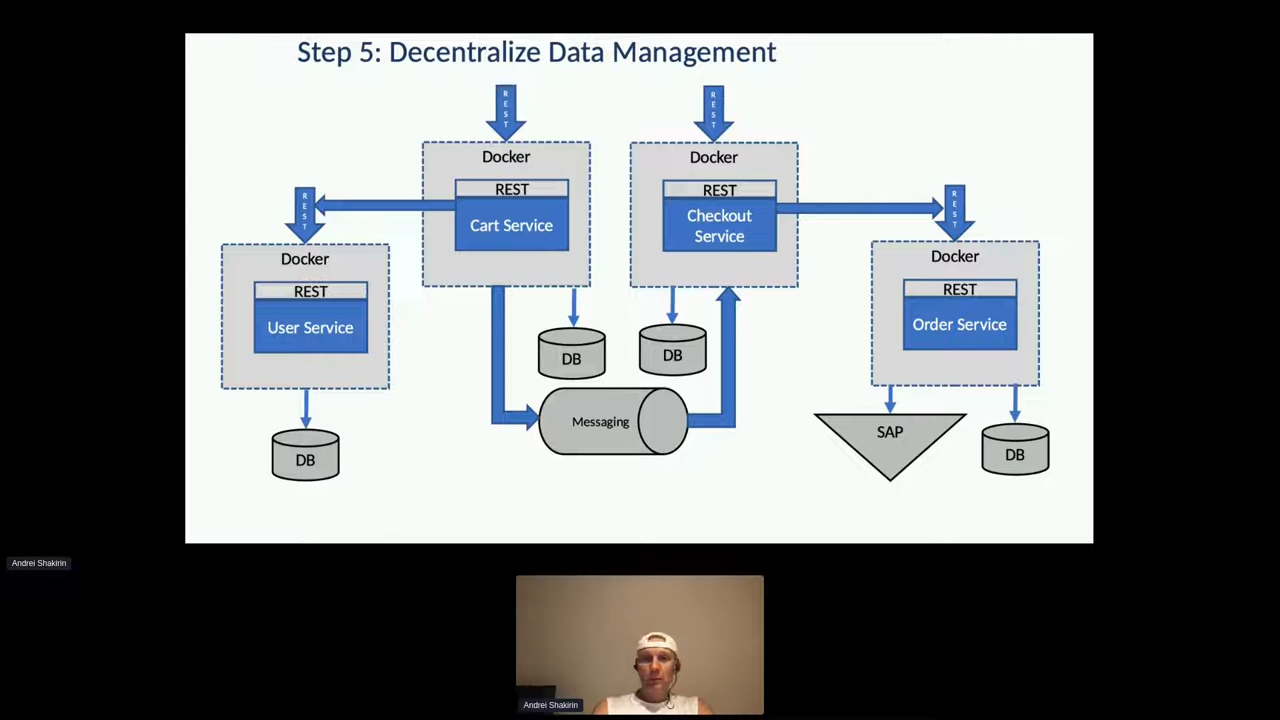 Step 5: Decentralize Data Management
REST
REST
Docker
Docker
REST
REST
Cart Service
Checkout
Service
REST
REST
Docker
REST
User Service
Docker
REST
Order Service
DB
DB
Messaging
DB
SAP
DB
Andrei Shakirin
Andrei Shakirin